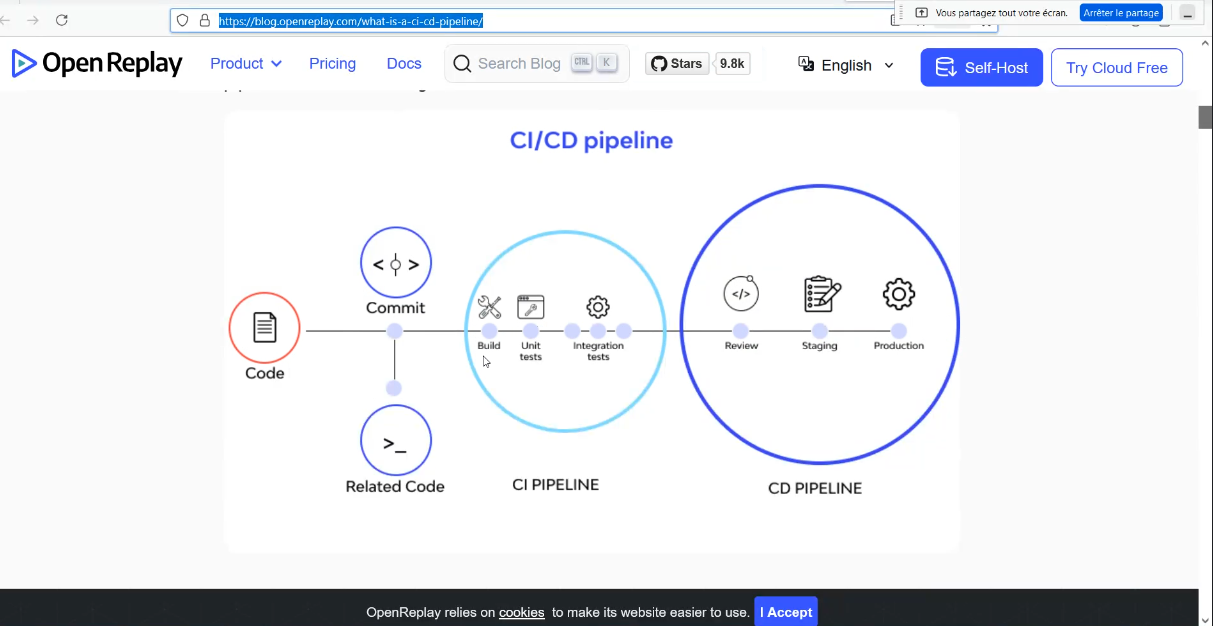 https://blog.openreplay.com/what-is-a-ci-cd-pipeline/
Vous partagez tout votre écran.
Arrêter le partage
OpenReplay
Product
Pricing
Docs
Search Blog
CTRL
K
Stars
9.8k
English
Self-Host
Try Cloud Free
CI/CD pipeline
< >
Commit
Code
</>
Build
Unit
tests
Integration
tests
Review
Staging
Production
>_
Related Code
CI PIPELINE
CD PIPELINE
OpenReplay relies on cookies to make its website easier to use.
I Accept